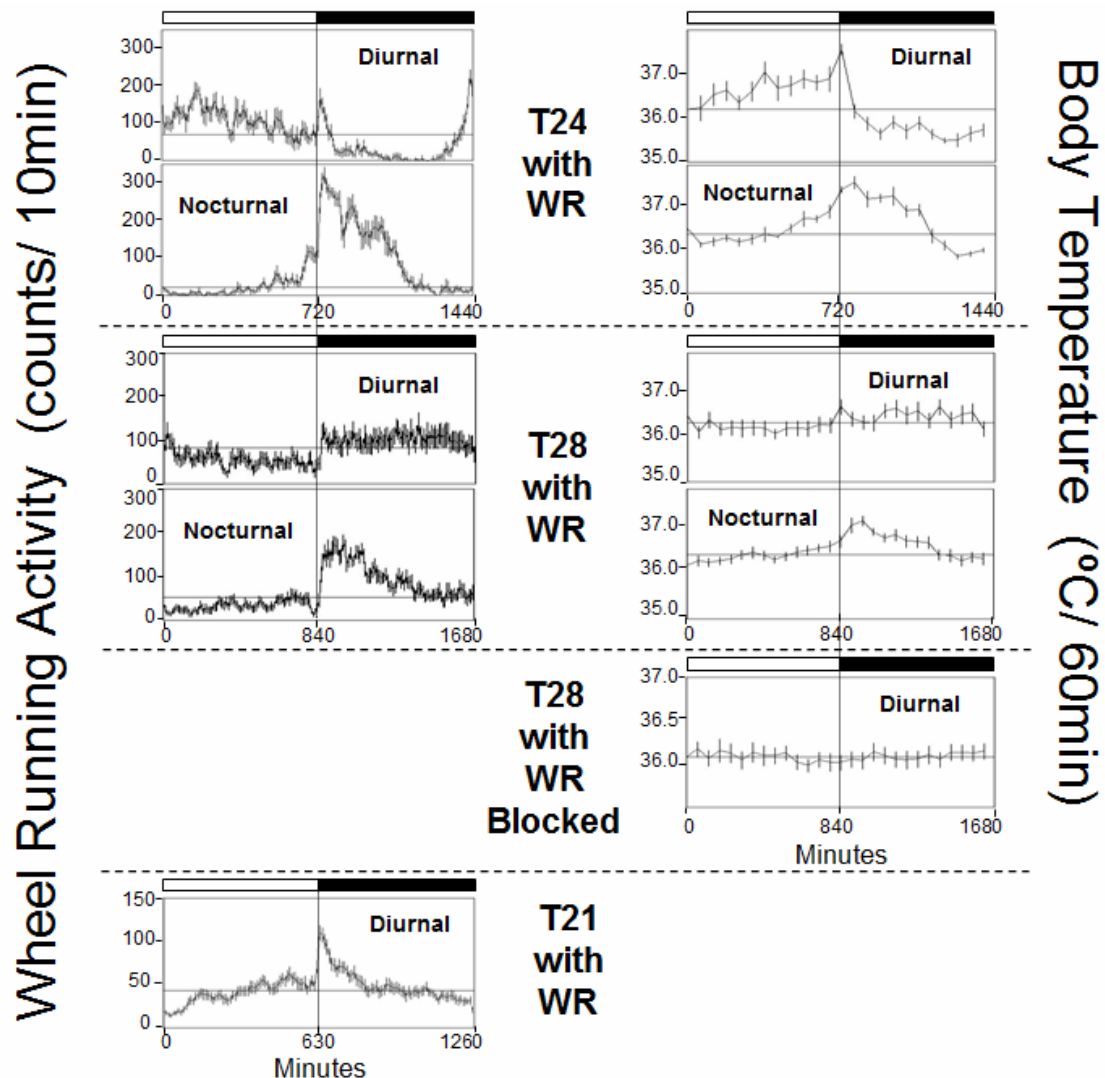 Wheel Running Activity (counts/ 10min)
Body Temperature (ºC/ 60min)
300
200
100
0
Diurnal
300
200
100
0
Nocturnal
0 720 1440
T24
with
WR
37.0
36.0
35.0
Diurnal
37.0
36.0
35.0
Nocturnal
0 720 1440
300
200
100
0
Diurnal
300
200
100
0
Nocturnal
0 840 1680
T28
with
WR
37.0
36.0
35.0
Diurnal
37.0
36.0
35.0
Nocturnal
0 840 1680
T28
with
WR
Blocked
37.0
36.5
36.0
Diurnal
0 840 1680
Minutes
150
100
50
0
Diurnal
0 630 1260
Minutes
T21
with
WR